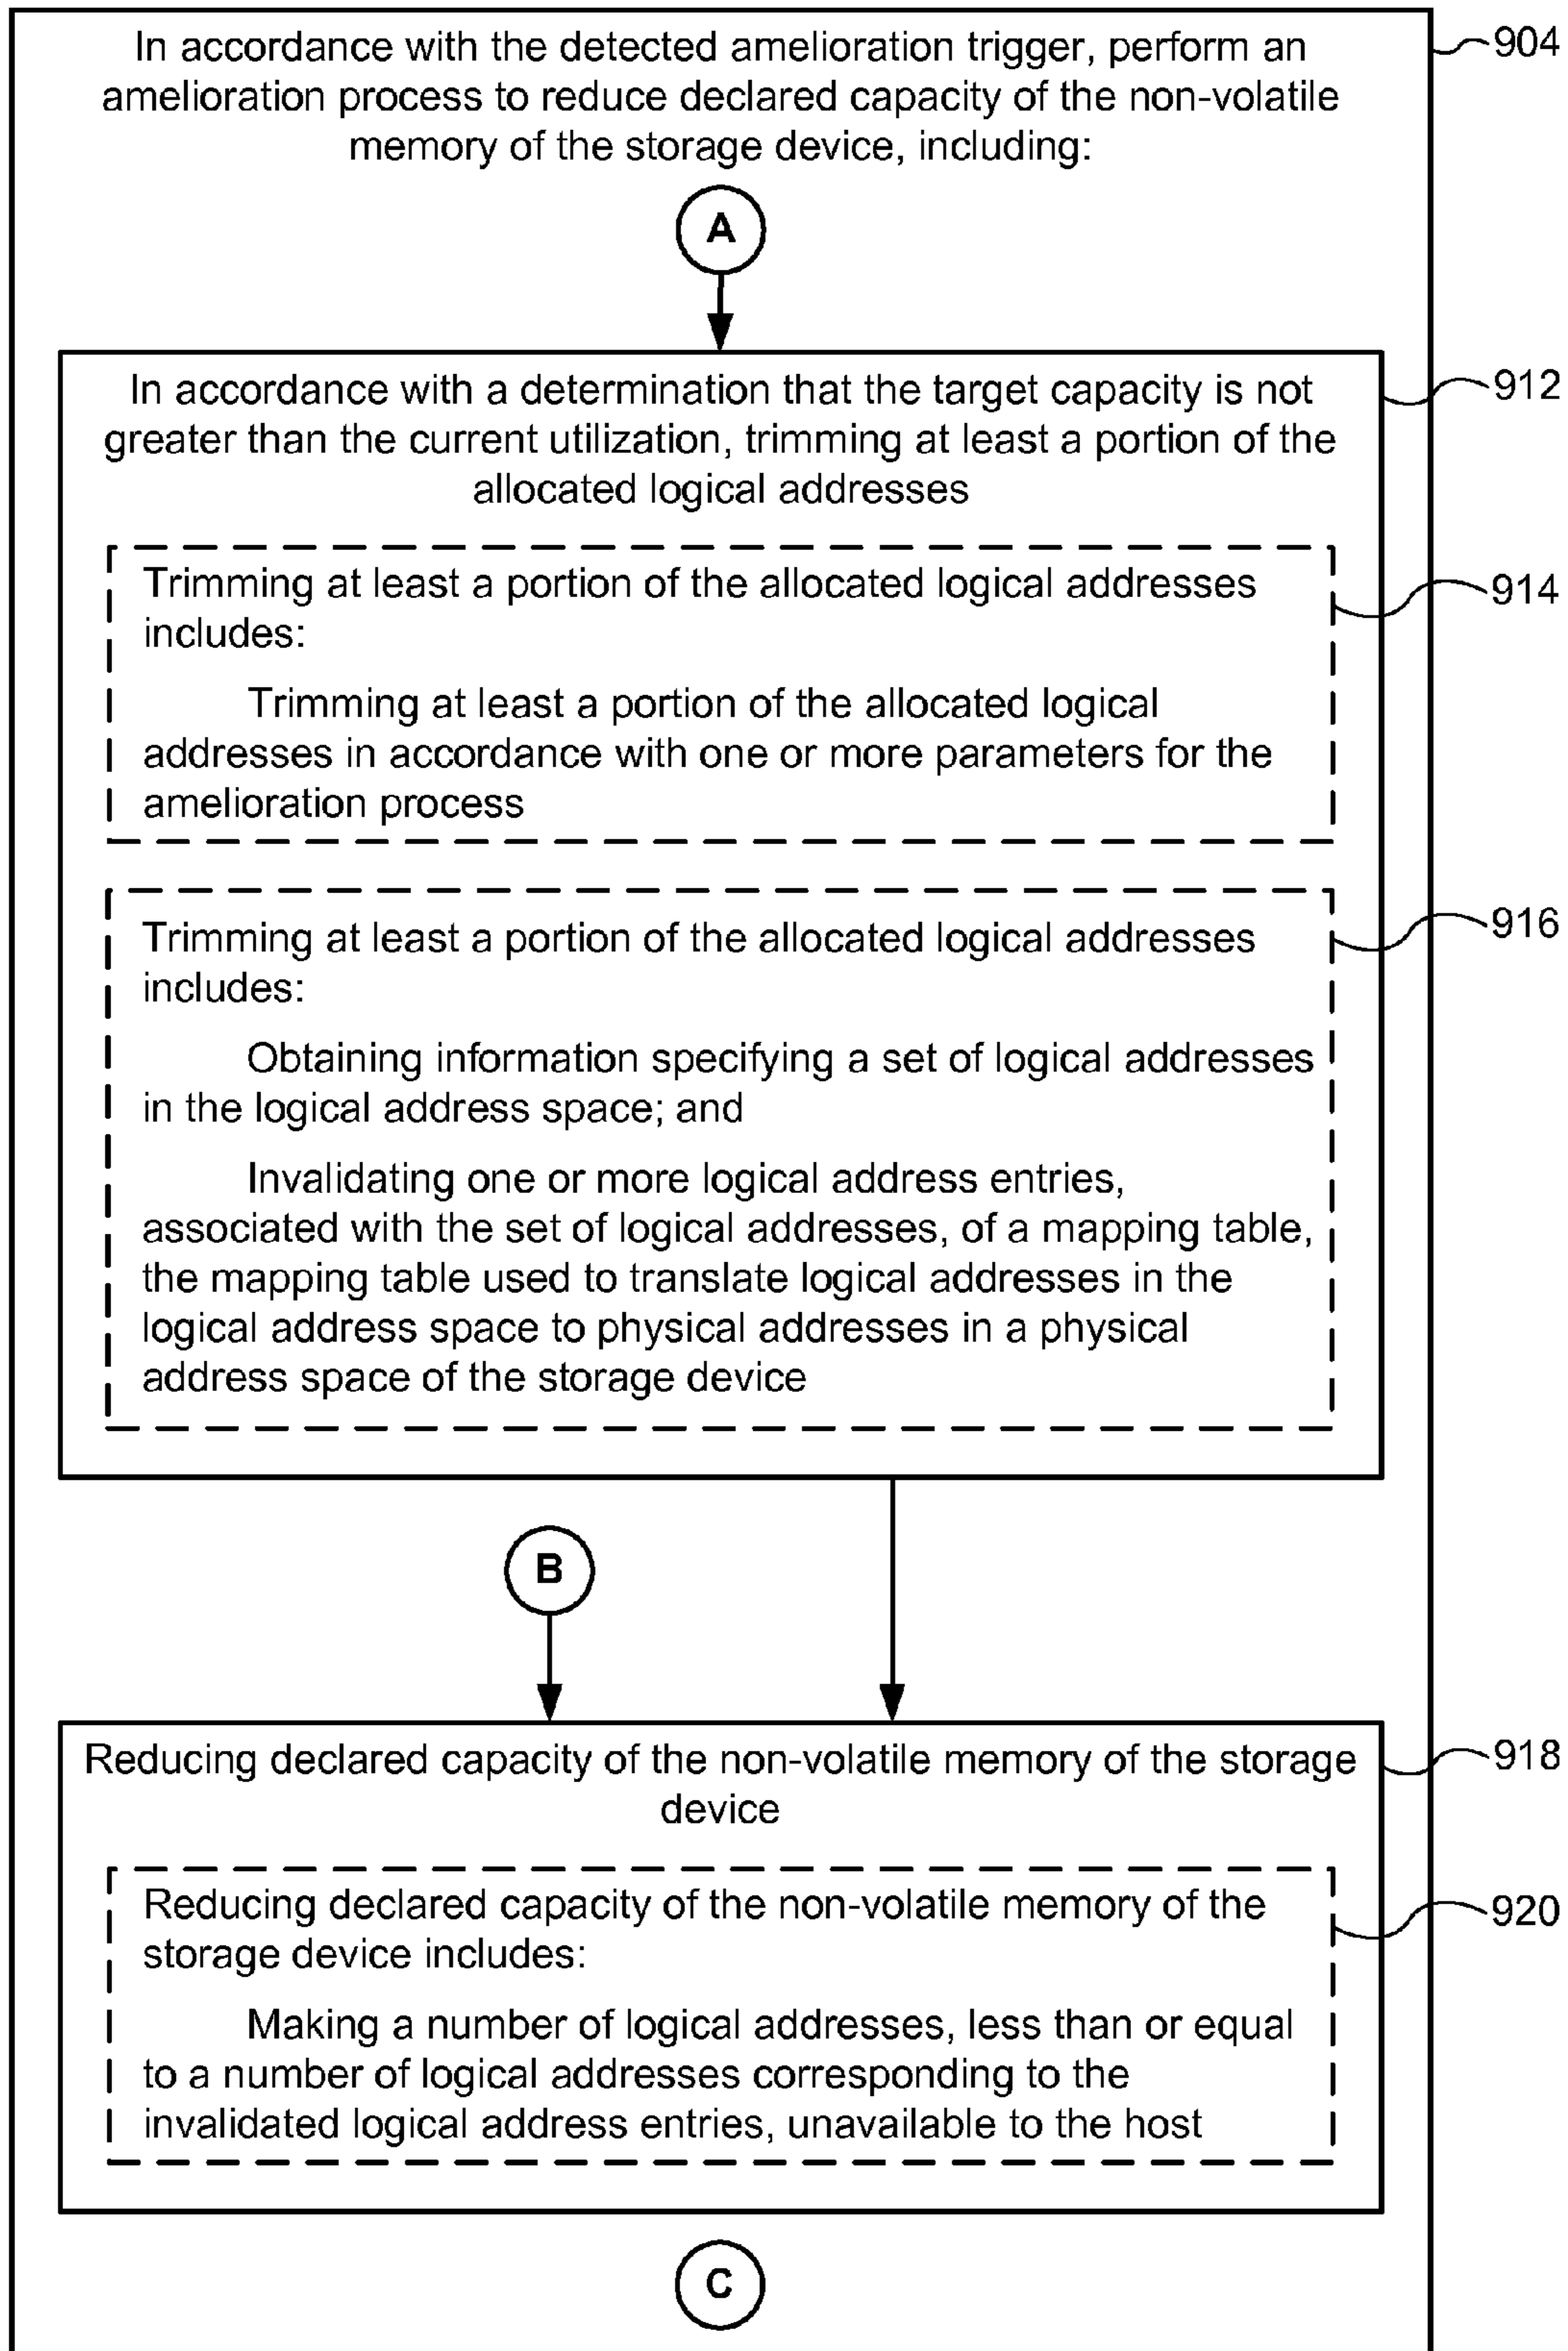 In accordance with the detected amelioration trigger, perform an
amelioration process to reduce declared capacity of the non-volatile
memory of the storage device, including:
904
A
In accordance with a determination that the target capacity is not
greater than the current utilization, trimming at least a portion of the
allocated logical addresses
912
Trimming at least a portion of the allocated logical addresses
includes:
914
Trimming at least a portion of the allocated logical
addresses in accordance with one or more parameters for the
amelioration process
Trimming at least a portion of the allocated logical addresses
includes:
916
Obtaining information specifying a set of logical addresses
in the logical address space; and
Invalidating one or more logical address entries,
associated with the set of logical addresses, of a mapping table,
the mapping table used to translate logical addresses in the
logical address space to physical addresses in a physical
address space of the storage device
B
Reducing declared capacity of the non-volatile memory of the storage
device
918
Reducing declared capacity of the non-volatile memory of the
storage device includes:
920
Making a number of logical addresses, less than or equal
to a number of logical addresses corresponding to the
invalidated logical address entries, unavailable to the host
C